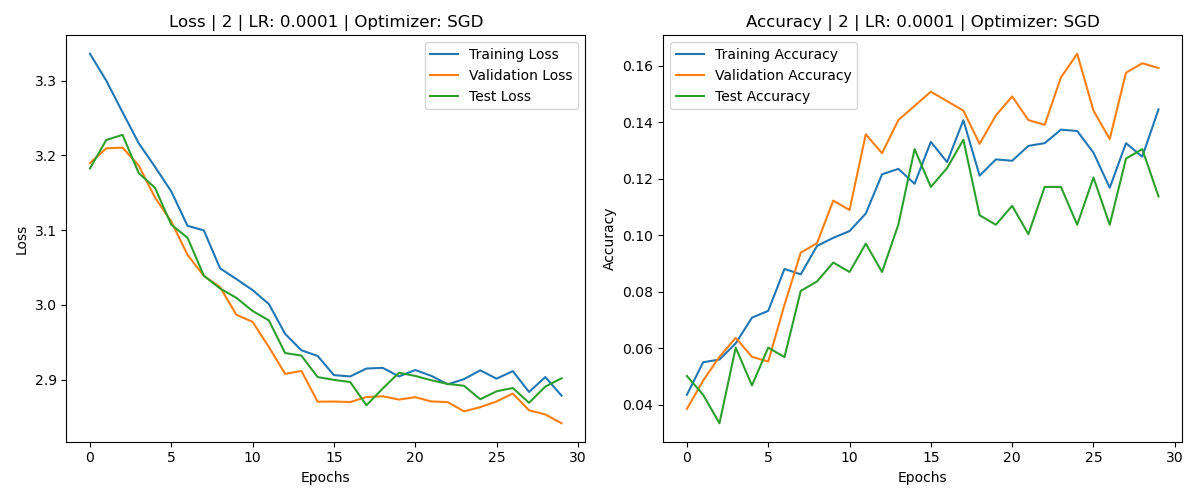 Loss | 2 | LR: 0.0001 | Optimizer: SGD
Training Loss
Validation Loss
Test Loss
3.3
3.2
3.1
3.0
2.9
Loss
0 5 10 15 20 25 30
Epochs
Accuracy | 2 | LR: 0.0001 | Optimizer: SGD
Training Accuracy
Validation Accuracy
Test Accuracy
0.16
0.14
0.12
0.10
0.08
0.06
0.04
Accuracy
0 5 10 15 20 25 30
Epochs